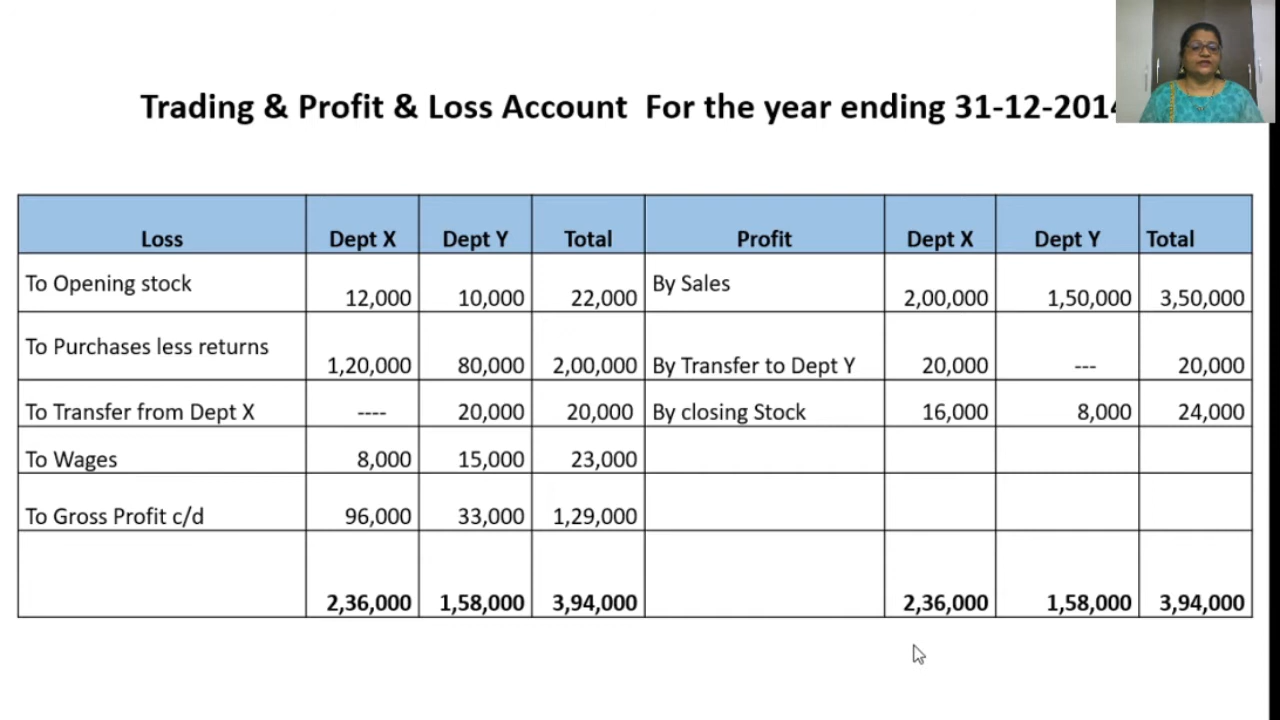 Trading & Profit & Loss Account For the year ending 31-12-2014
Loss Dept X Dept Y Total Profit Dept X Dept Y Total
To Opening stock 12,000 10,000 22,000 By Sales 2,00,000 1,50,000 3,50,000
To Purchases less returns 1,20,000 80,000 2,00,000 By Transfer to Dept Y 20,000 --- 20,000
To Transfer from Dept X ---- 20,000 20,000 By closing Stock 16,000 8,000 24,000
To Wages 8,000 15,000 23,000
To Gross Profit c/d 96,000 33,000 1,29,000
2,36,000 1,58,000 3,94,000 2,36,000 1,58,000 3,94,000